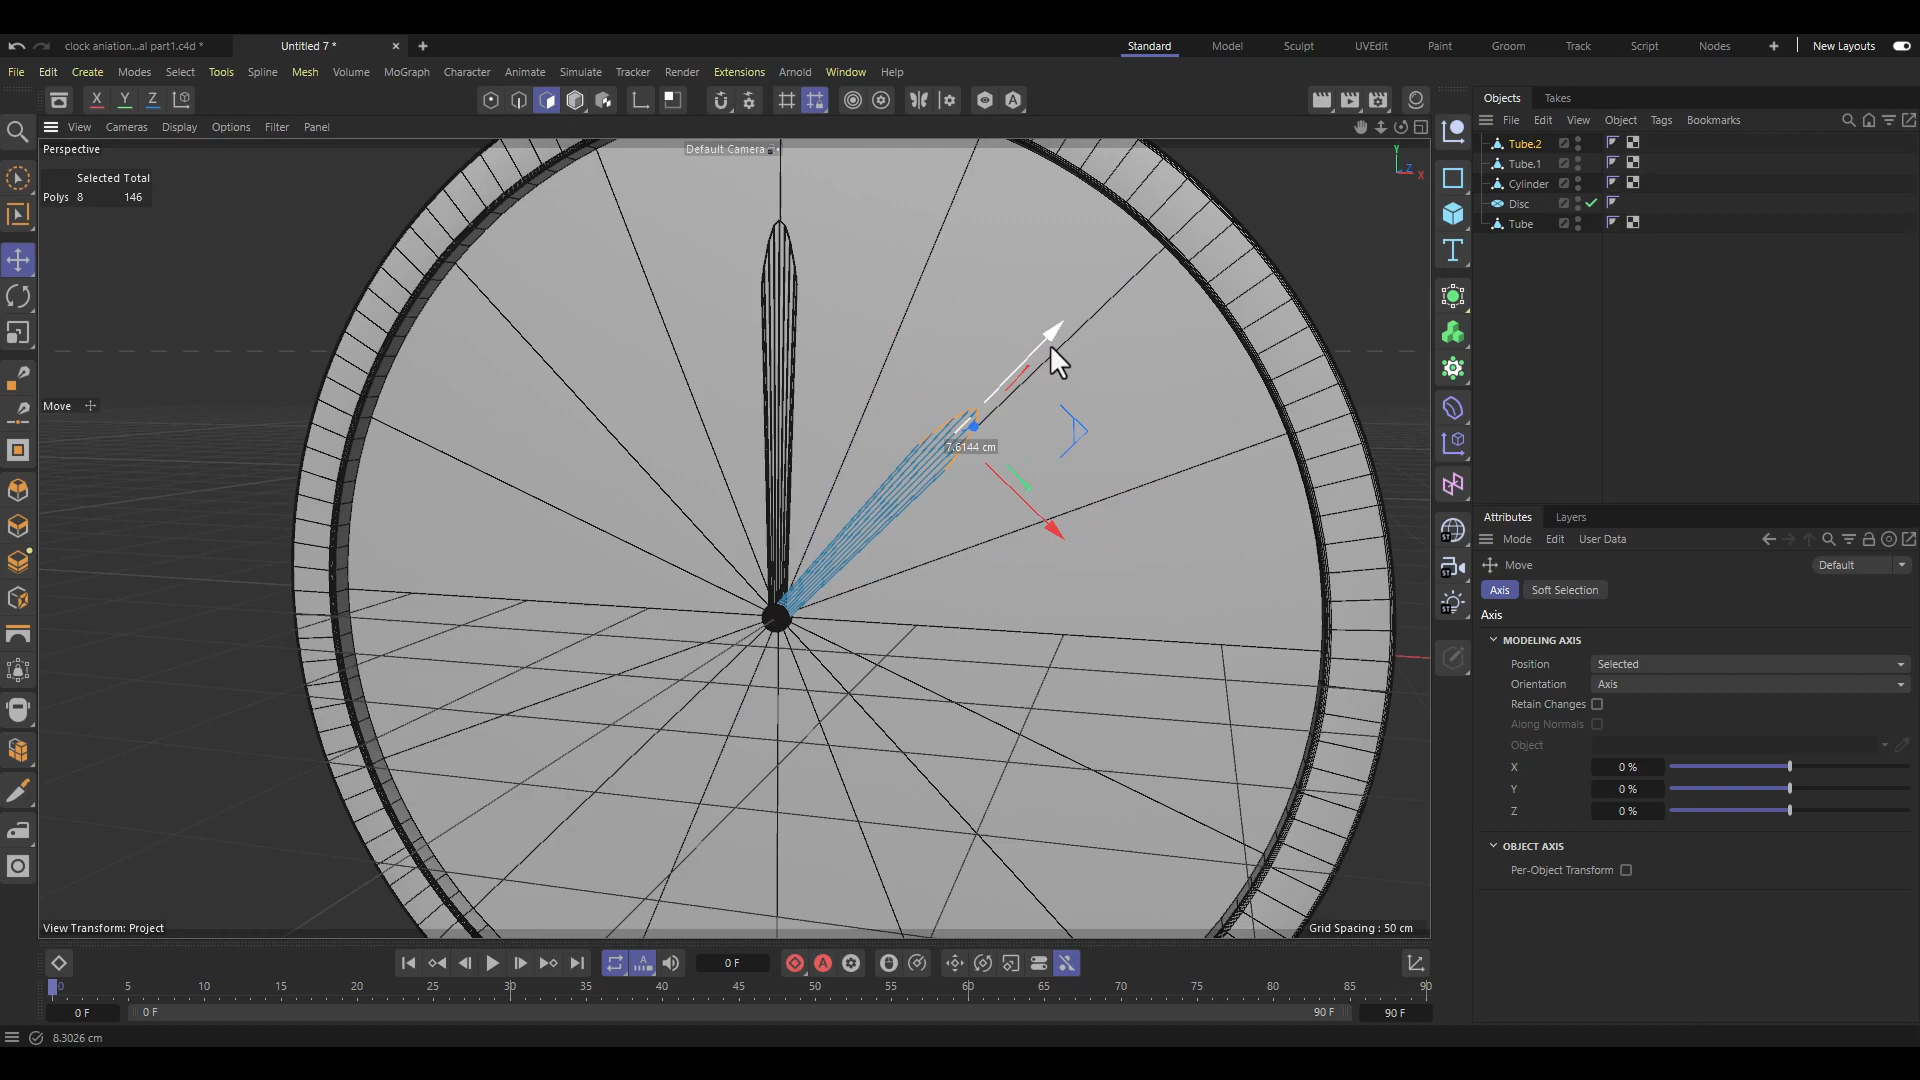 clock aniation...al part1.c4d *
Untitled 7 *
Standard
Model
Sculpt
UVEdit
Paint
Groom
Track
Script
Nodes
New Layouts
File Edit Create Modes Select Tools Spline Mesh Volume MoGraph Character Animate Simulate Tracker Render Extensions Arnold Window Help
X Y Z
Objects Takes
View Cameras Display Options Filter Panel
File Edit View Object Tags Bookmarks
Perspective
Default Camera
Y
Z
X
Tube.2
Tube.1
Cylinder
Disc
Tube
Selected Total
Polys 8 146
Move
7.6144 cm
Attributes Layers
Mode Edit User Data
Move
Default
Axis Soft Selection
Axis
MODELING AXIS
Position Selected
Orientation Axis
Retain Changes
Along Normals
Object
X 0 %
Y 0 %
Z 0 %
OBJECT AXIS
Per-Object Transform
View Transform: Project
Grid Spacing : 50 cm
0 F
0 5 10 15 20 25 30 35 40 45 50 55 60 65 70 75 80 85 90
0 F
0 F
90 F
90 F
8.3026 cm